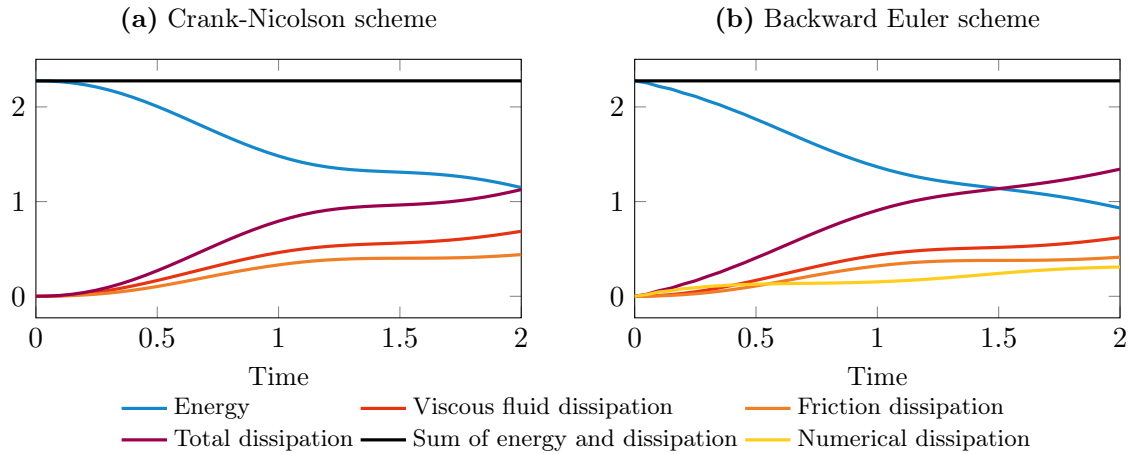 (a) Crank-Nicolson scheme
(b) Backward Euler scheme
2
1
0
0 0.5 1 1.5 2
Time
2
1
0
0 0.5 1 1.5 2
Time
Energy Viscous fluid dissipation Friction dissipation
Total dissipation Sum of energy and dissipation Numerical dissipation